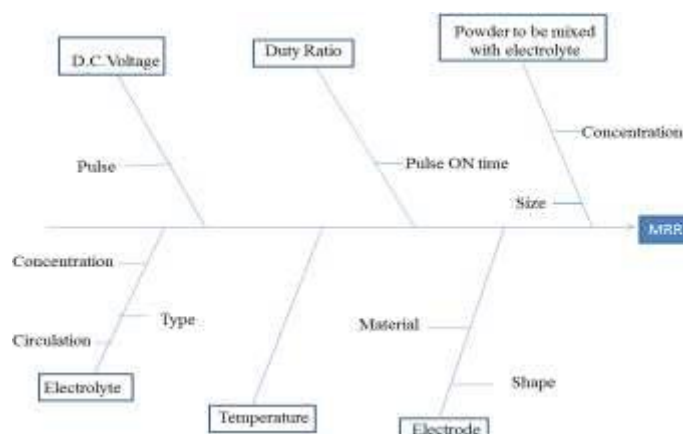 D.C.Voltage
Duty Ratio
Powder to be mixed
with electrolyte
Concentration
Pulse
Pulse ON time
Size
MRR
Concentration
Type
Circulation
Material
Shape
Electrolyte
Temperature
Electrode